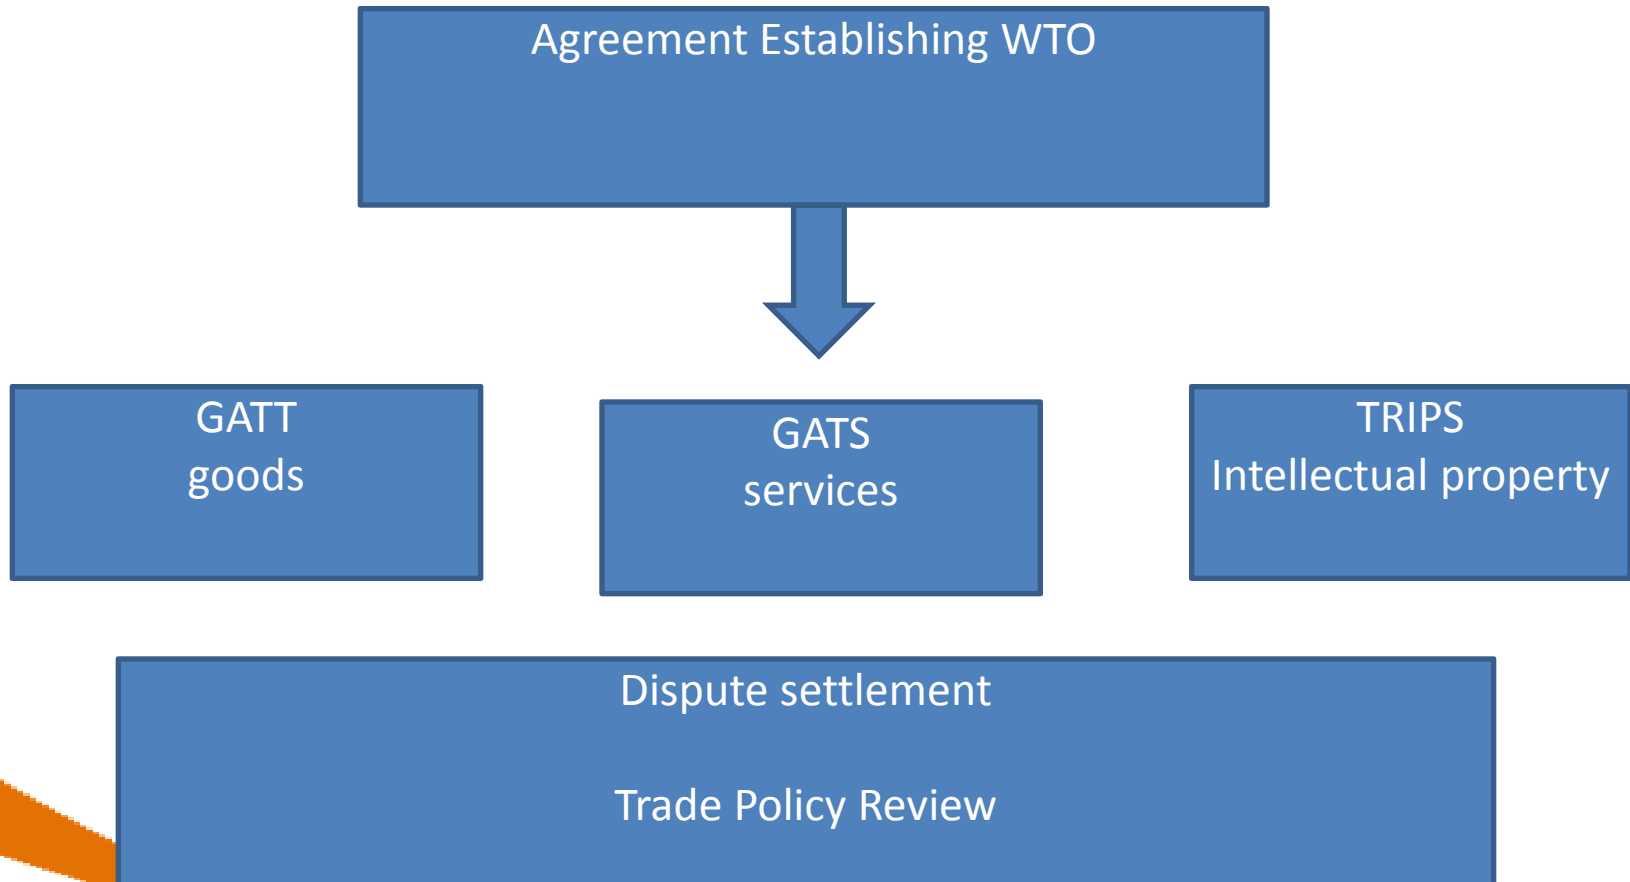 Agreement Establishing WTO
GATT
goods
GATS
services
TRIPS
Intellectual property
Dispute settlement
Trade Policy Review